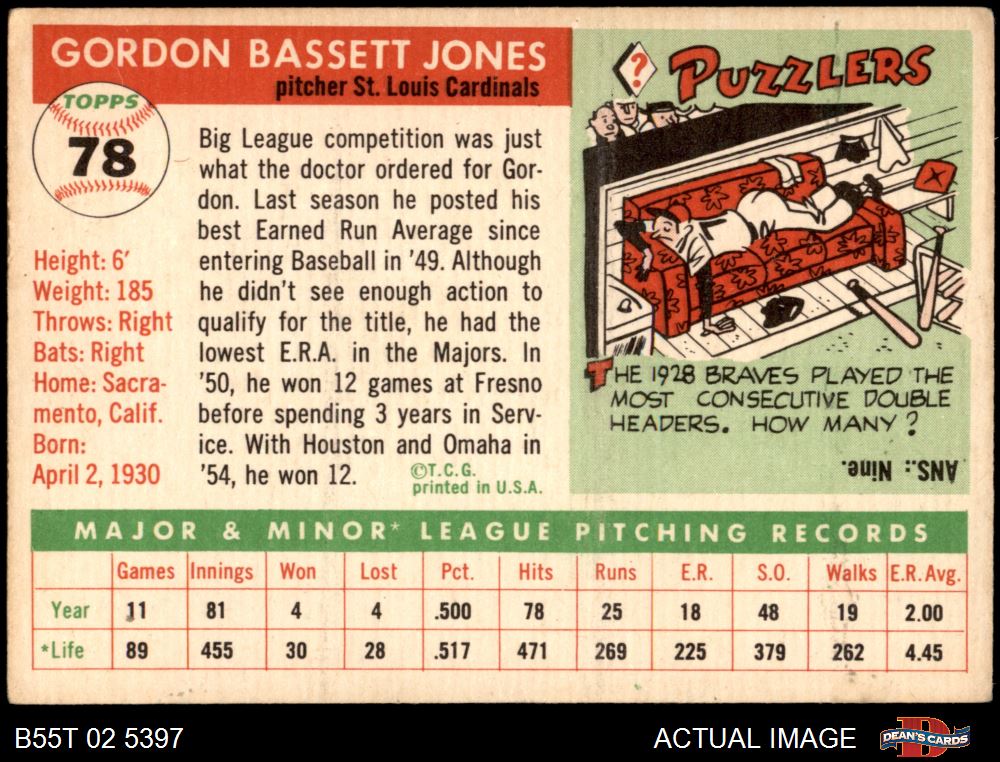 GORDON BASSETT JONES
pitcher St. Louis Cardinals
TOPPS
78
Height: 6′
Weight: 185
Throws: Right
Bats: Right
Home: Sacra-
mento, Calif.
Born:
April 2, 1930
Big League competition was just
what the doctor ordered for Gor-
don. Last season he posted his
best Earned Run Average since
entering Baseball in '49. Although
he didn't see enough action to
qualify for the title, he had the
lowest E.R.A. in the Majors. In
'50, he won 12 games at Fresno
before spending 3 years in Serv-
ice. With Houston and Omaha in
'54, he won 12.
©T.C.G.
printed in U.S.A.
?
PUZZLERS
THE 1928 BRAVES PLAYED THE
MOST CONSECUTIVE DOUBLE
HEADERS. HOW MANY?
ANS.: Nine.
MAJOR & MINOR* LEAGUE PITCHING RECORDS
Games Innings Won Lost Pct. Hits Runs E.R. S.O. Walks E.R. Avg.
Year 11 81 4 4 .500 78 25 18 48 19 2.00
*Life 89 455 30 28 .517 471 269 225 379 262 4.45
B55T 02 5397
ACTUAL IMAGE
D
DEAN'S CARDS